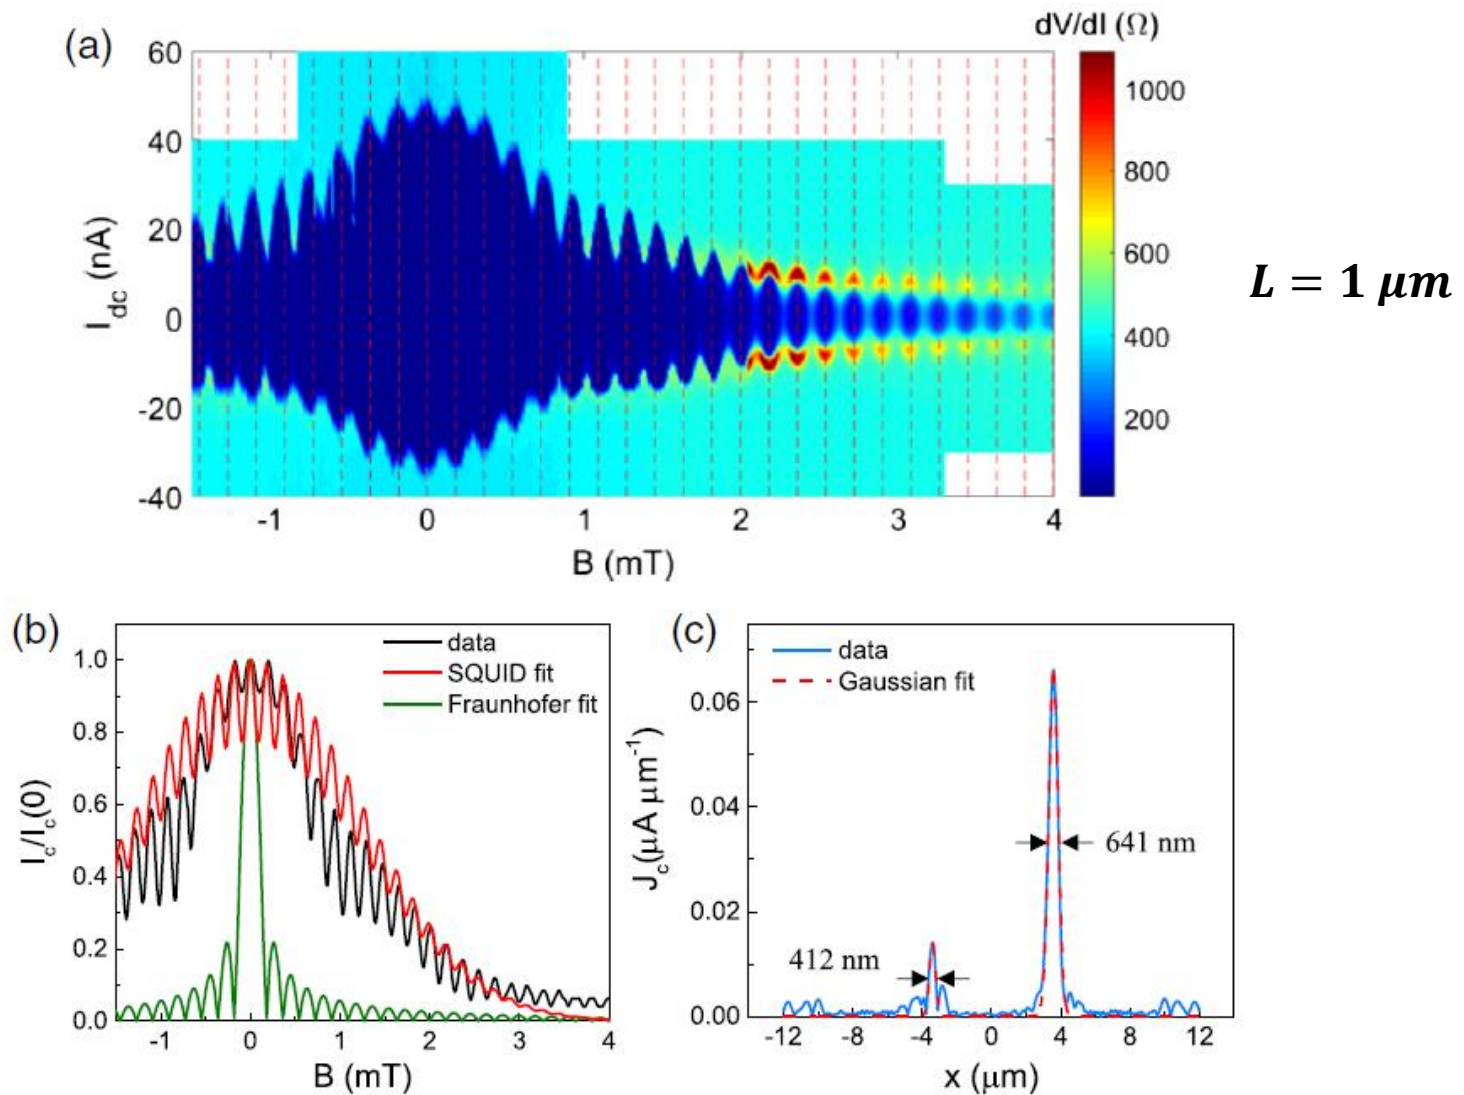 (a)
dV/dI (Ω)
60
40
20
0
-20
-40
I_dc (nA)
-1 0 1 2 3 4
B (mT)
1000
800
600
400
200
L = 1 μm
(b)
data
SQUID fit
Fraunhofer fit
1.0
0.8
0.6
0.4
0.2
0.0
I_c/I_c(0)
-1 0 1 2 3 4
B (mT)
(c)
data
Gaussian fit
0.06
0.04
0.02
0.00
J_c(μA μm⁻¹)
641 nm
412 nm
-12 -8 -4 0 4 8 12
x (μm)